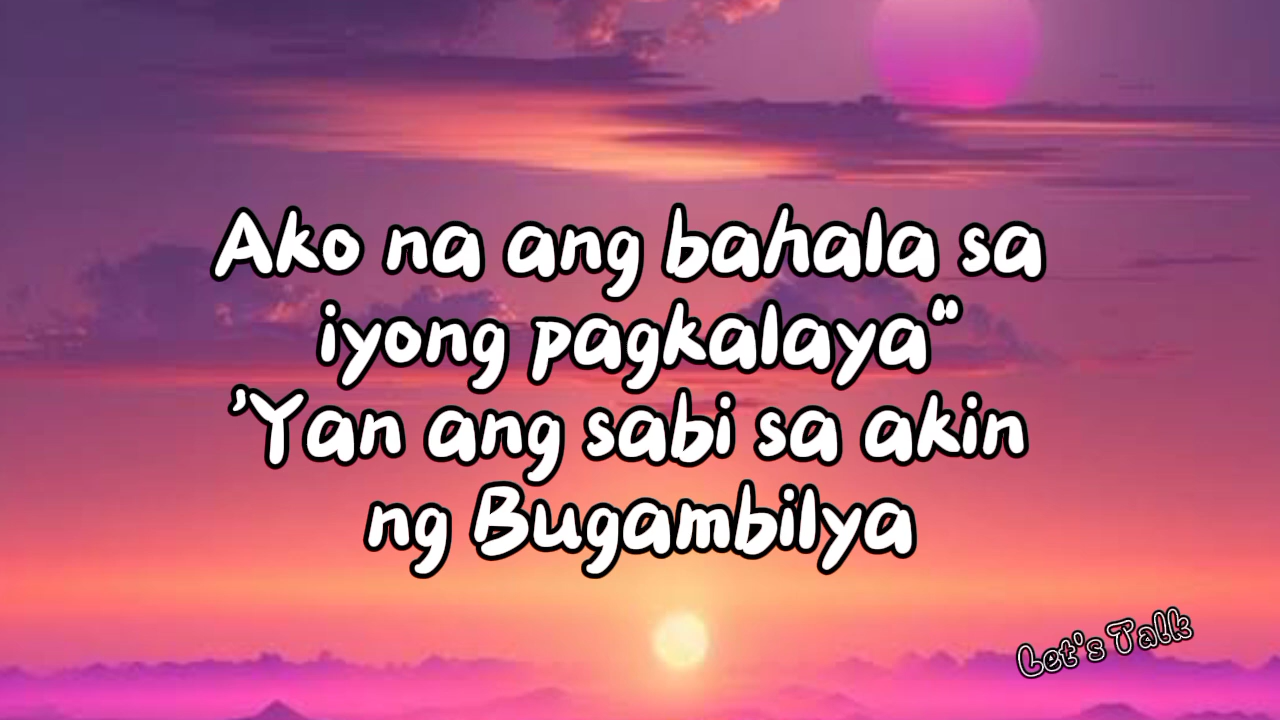 Ako na ang bahala sa
iyong pagkalaya"
'Yan ang sabi sa akin
ng Bugambilya
Let's Talk